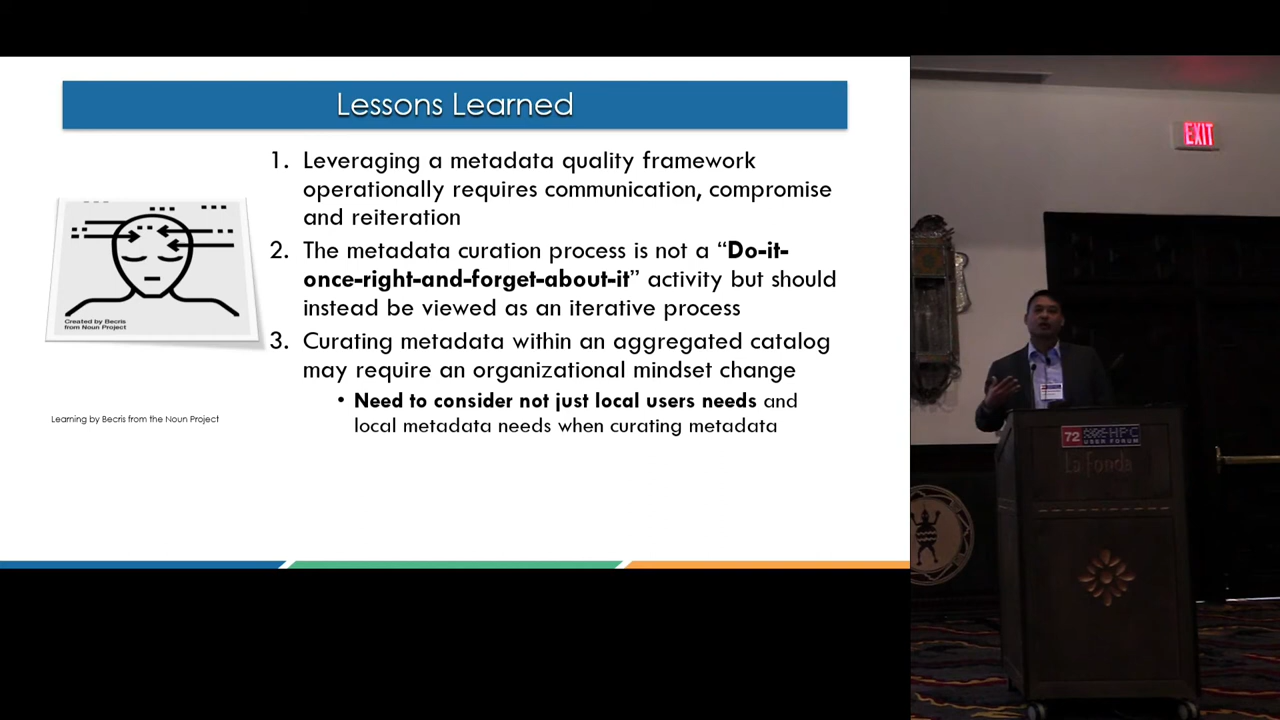 Lessons Learned
1. Leveraging a metadata quality framework
operationally requires communication, compromise
and reiteration
2. The metadata curation process is not a “Do-it-
once-right-and-forget-about-it” activity but should
instead be viewed as an iterative process
3. Curating metadata within an aggregated catalog
may require an organizational mindset change
• Need to consider not just local users needs and
local metadata needs when curating metadata
Created by Becris
from Noun Project
Learning by Becris from the Noun Project
EXIT
72 HPC
USER FORUM
La Fonda